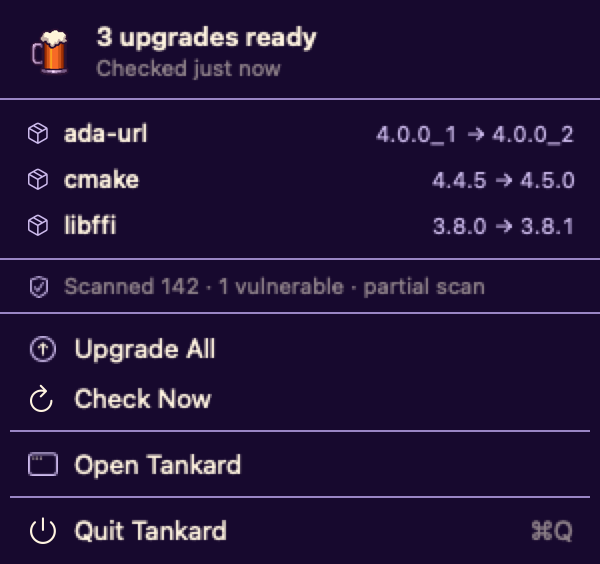 3 upgrades ready
Checked just now
ada-url 4.0.0_1 → 4.0.0_2
cmake 4.4.5 → 4.5.0
libffi 3.8.0 → 3.8.1
Scanned 142 · 1 vulnerable · partial scan
Upgrade All
Check Now
Open Tankard
Quit Tankard ⌘Q